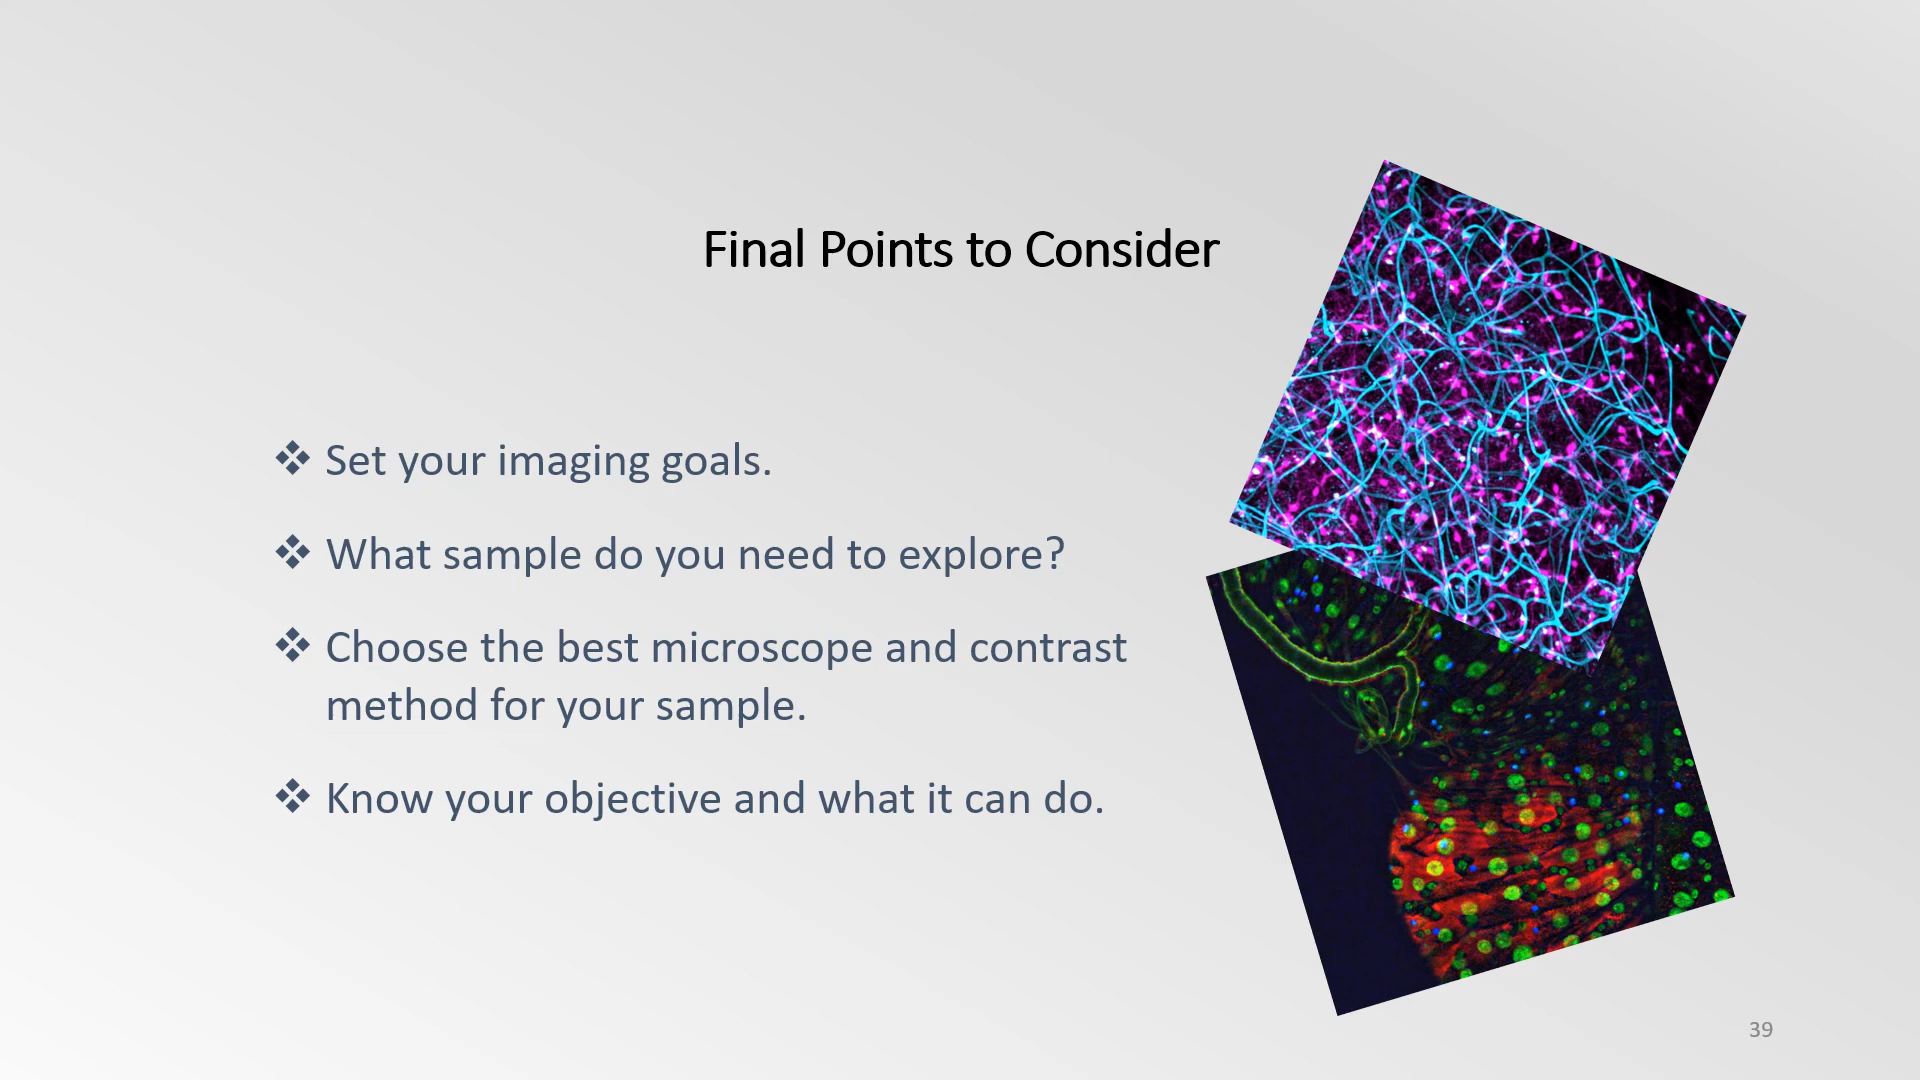 Final Points to Consider
❖ Set your imaging goals.
❖ What sample do you need to explore?
❖ Choose the best microscope and contrast
method for your sample.
❖ Know your objective and what it can do.
39